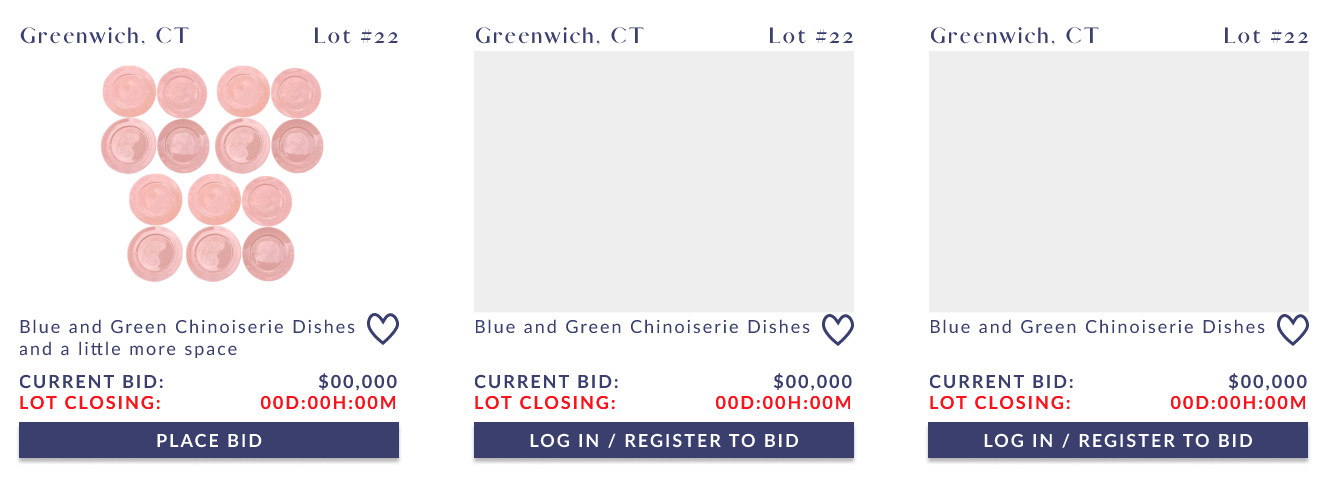 Greenwich, CT Lot #22
Blue and Green Chinoiserie Dishes
and a little more space
CURRENT BID: $00,000
LOT CLOSING: 00D:00H:00M
PLACE BID
Greenwich, CT Lot #22
Blue and Green Chinoiserie Dishes
CURRENT BID: $00,000
LOT CLOSING: 00D:00H:00M
LOG IN / REGISTER TO BID
Greenwich, CT Lot #22
Blue and Green Chinoiserie Dishes
CURRENT BID: $00,000
LOT CLOSING: 00D:00H:00M
LOG IN / REGISTER TO BID